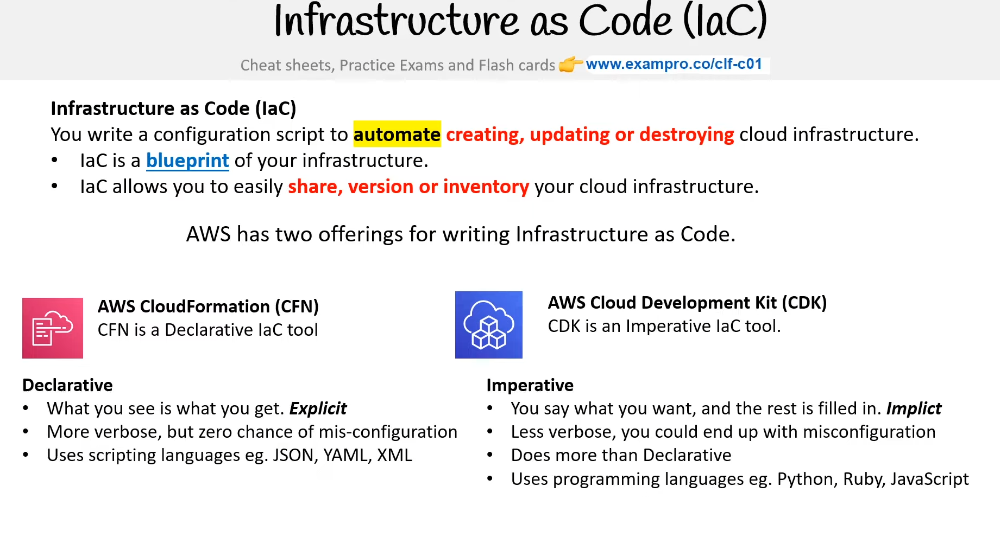 Infrastructure as Code (IaC)
Cheat sheets, Practice Exams and Flash cards 👉 www.exampro.co/clf-c01
Infrastructure as Code (IaC)
You write a configuration script to automate creating, updating or destroying cloud infrastructure.
• IaC is a blueprint of your infrastructure.
• IaC allows you to easily share, version or inventory your cloud infrastructure.
AWS has two offerings for writing Infrastructure as Code.
AWS CloudFormation (CFN)
CFN is a Declarative IaC tool
Declarative
• What you see is what you get. Explicit
• More verbose, but zero chance of mis-configuration
• Uses scripting languages eg. JSON, YAML, XML
AWS Cloud Development Kit (CDK)
CDK is an Imperative IaC tool.
Imperative
• You say what you want, and the rest is filled in. Implict
• Less verbose, you could end up with misconfiguration
• Does more than Declarative
• Uses programming languages eg. Python, Ruby, JavaScript